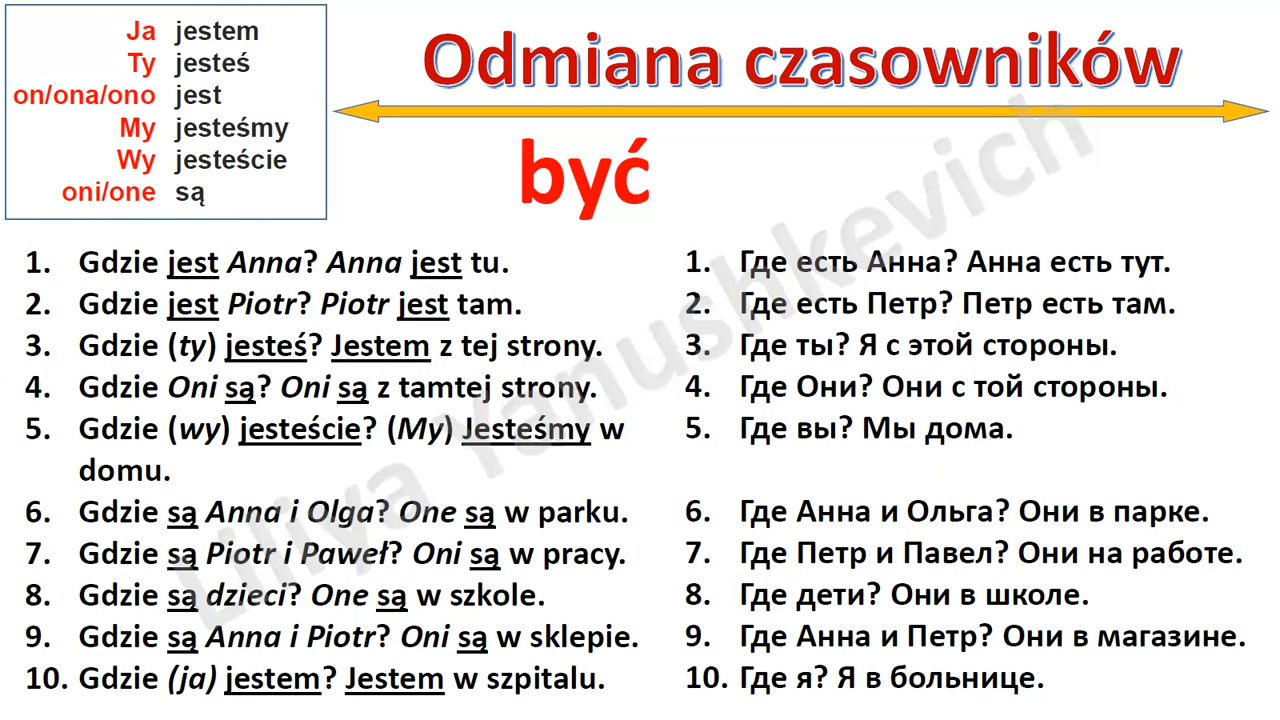 Ja jestem
Ty jesteś
on/ona/ono jest
My jesteśmy
Wy jesteście
oni/one są
Odmiana czasowników
być
1. Gdzie jest Anna? Anna jest tu.
2. Gdzie jest Piotr? Piotr jest tam.
3. Gdzie (ty) jesteś? Jestem z tej strony.
4. Gdzie Oni są? Oni są z tamtej strony.
5. Gdzie (wy) jesteście? (My) Jesteśmy w
domu.
6. Gdzie są Anna i Olga? One są w parku.
7. Gdzie są Piotr i Paweł? Oni są w pracy.
8. Gdzie są dzieci? One są w szkole.
9. Gdzie są Anna i Piotr? Oni są w sklepie.
10. Gdzie (ja) jestem? Jestem w szpitalu.
1. Где есть Анна? Анна есть тут.
2. Где есть Петр? Петр есть там.
3. Где ты? Я с этой стороны.
4. Где Они? Они с той стороны.
5. Где вы? Мы дома.
6. Где Анна и Ольга? Они в парке.
7. Где Петр и Павел? Они на работе.
8. Где дети? Они в школе.
9. Где Анна и Петр? Они в магазине.
10. Где я? Я в больнице.
Liliya Yanushkevich